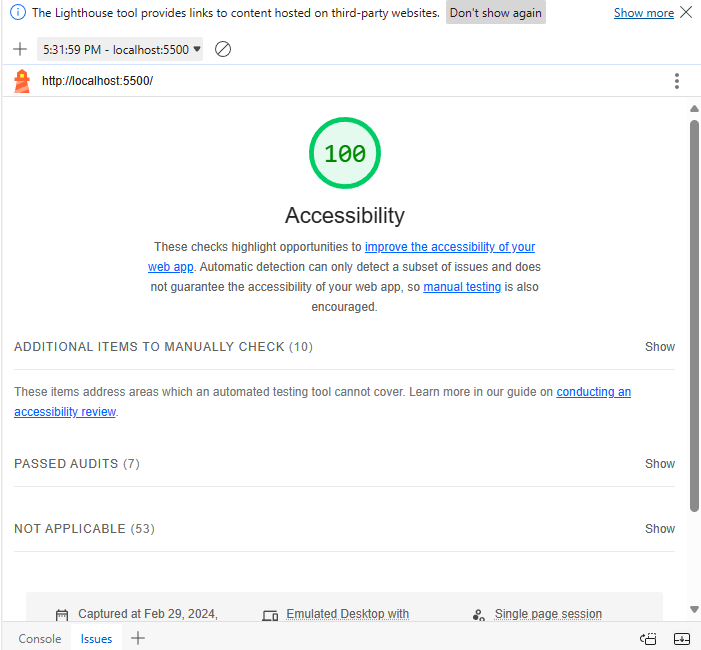 The Lighthouse tool provides links to content hosted on third-party websites. Don't show again Show more
5:31:59 PM - localhost:5500
http://localhost:5500/
100
Accessibility
These checks highlight opportunities to improve the accessibility of your
web app. Automatic detection can only detect a subset of issues and does
not guarantee the accessibility of your web app, so manual testing is also
encouraged.
ADDITIONAL ITEMS TO MANUALLY CHECK (10) Show
These items address areas which an automated testing tool cannot cover. Learn more in our guide on conducting an
accessibility review.
PASSED AUDITS (7) Show
NOT APPLICABLE (53) Show
Captured at Feb 29, 2024, Emulated Desktop with Single page session
Console Issues